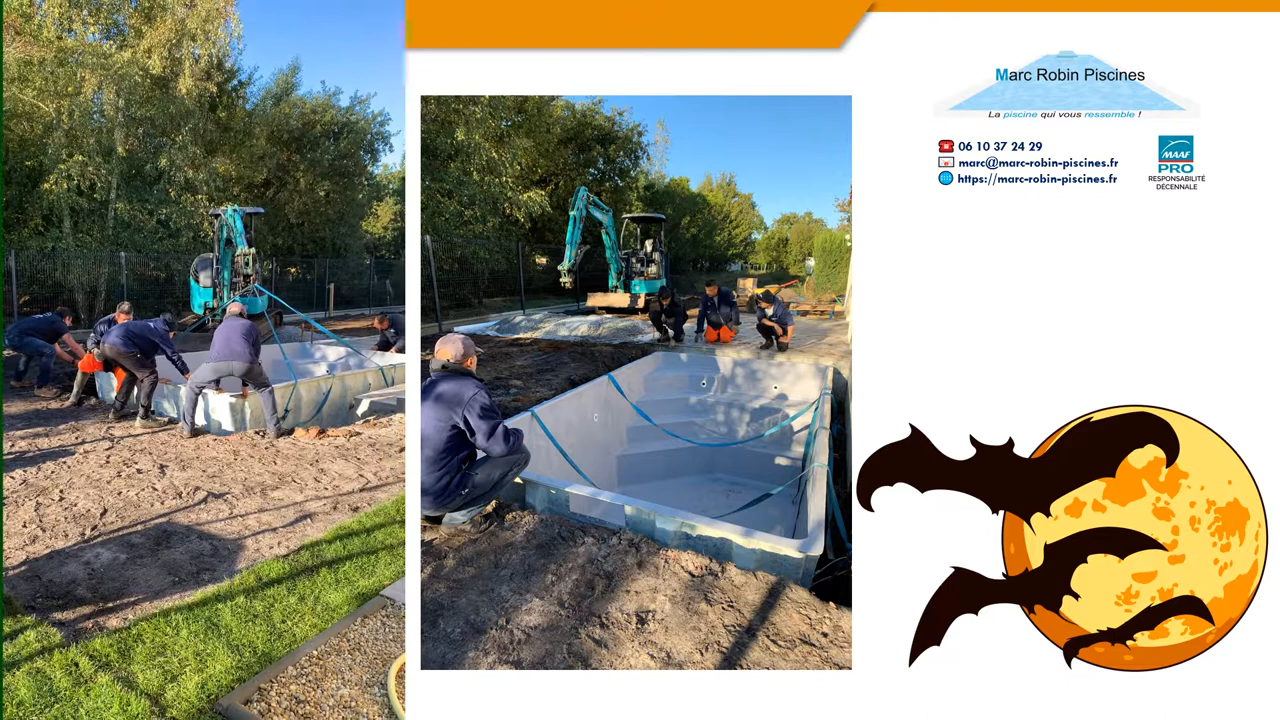 Marc Robin Piscines
La piscine qui vous ressemble !
06 10 37 24 29
marc@marc-robin-piscines.fr
https://marc-robin-piscines.fr
MAAF
PRO
RESPONSABILITÉ
DÉCENNALE